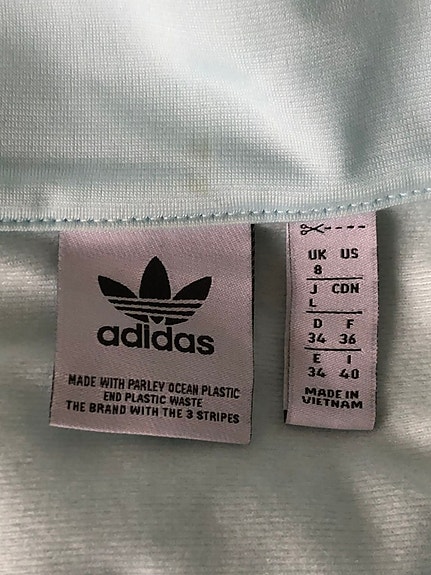 adidas
MADE WITH PARLEY OCEAN PLASTIC
END PLASTIC WASTE
THE BRAND WITH THE 3 STRIPES
UK US
8
J CDN
L
D F
34 36
E I
34 40
MADE IN
VIETNAM